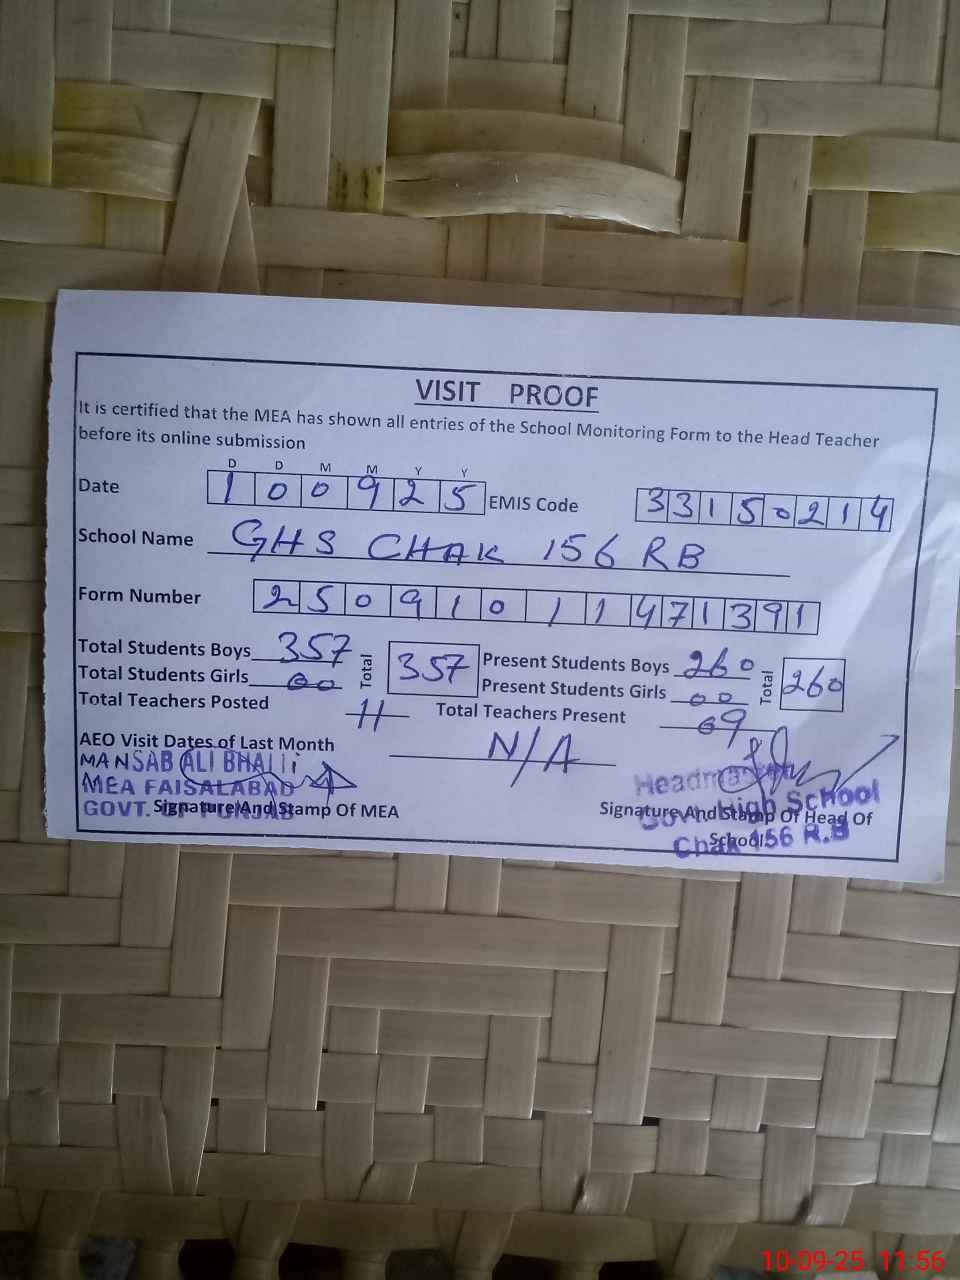 VISIT PROOF
It is certified that the MEA has shown all entries of the School Monitoring Form to the Head Teacher
before its online submission
D D M M Y Y
Date 1 0 0 9 2 5 EMIS Code 3 3 1 5 0 2 1 4
School Name GHS CHAK 156 RB
Form Number 2 5 0 9 1 0 1 1 4 7 1 3 9 1
Total Students Boys 357 Total 357 Present Students Boys 260 Total 260
Total Students Girls 00 Present Students Girls 00
Total Teachers Posted 11 Total Teachers Present 09
AEO Visit Dates of Last Month N/A
MANSAB ALI BHATTI
MEA FAISALABAD
GOVT. OF PUNJAB
Signature And Stamp Of MEA
Headmaster
Govt. High School
Chak 156 R.B
Signature And Stamp Of Head Of
School
10-09-25 11:56